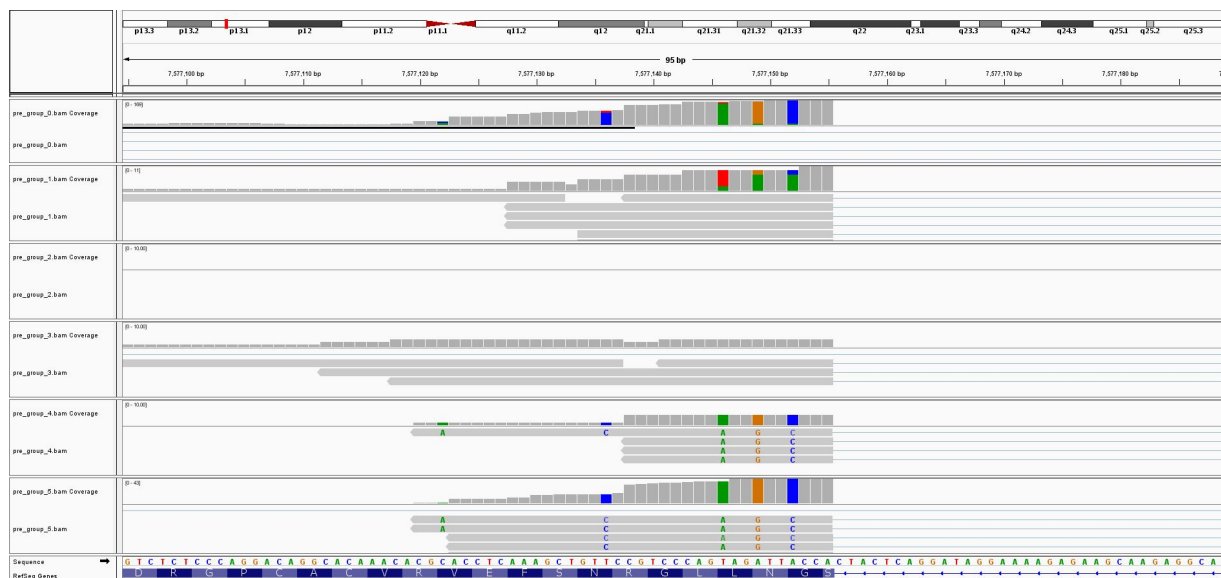 p13.3 p13.2 p13.1 p12 p11.2 p11.1 q11.2 q12 q21.1 q21.31 q21.32 q21.33 q22 q23.1 q23.3 q24.2 q24.3 q25.1 q25.2 q25.3
95 bp
7,577,100 bp 7,577,110 bp 7,577,120 bp 7,577,130 bp 7,577,140 bp 7,577,150 bp 7,577,160 bp 7,577,170 bp 7,577,180 bp
pre_group_0.bam Coverage
[0 - 169]
pre_group_0.bam
pre_group_1.bam Coverage
[0 - 11]
pre_group_1.bam
pre_group_2.bam Coverage
[0 - 10.00]
pre_group_2.bam
pre_group_3.bam Coverage
[0 - 10.00]
pre_group_3.bam
pre_group_4.bam Coverage
[0 - 10.00]
A C A G C
A G C
pre_group_4.bam
A G C
A G C
pre_group_5.bam Coverage
[0 - 43]
A C A G C
A C A G C
pre_group_5.bam
C A G C
C A G C
Sequence
G T C T C T C C C A G G A C A G G C A C A A A C A C G C A C C T C A A A G C T G T T C C G T C C C A G T A G A T T A C C A C T A C T C A G G A T A G G A A A A G A G A A G C A A G A G G C A
RefSeq Genes
D R G P C A C V R V E F S N R G L L N G S